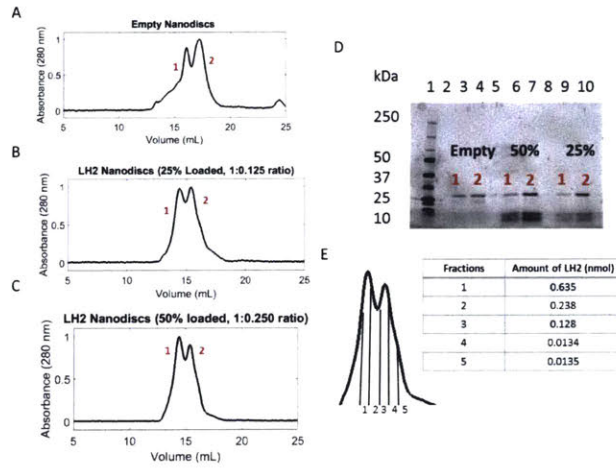 A
Empty Nanodiscs
Absorbance (280 nm)
1
0.5
0
1
2
5
10
15
20
25
Volume (mL)
B
LH2 Nanodiscs (25% Loaded, 1:0.125 ratio)
Absorbance (280 nm)
1
0.5
0
1
2
5
10
15
20
25
Volume (mL)
C
LH2 Nanodiscs (50% loaded, 1:0.250 ratio)
Absorbance (280 nm)
1
0.5
0
1
2
5
10
15
20
25
Volume (mL)
D
kDa
1 2 3 4 5 6 7 8 9 10
250
50
37
25
10
Empty 50% 25%
1 2 1 2 1 2
E
1 2 3 4 5
Fractions Amount of LH2 (nmol)
1 0.635
2 0.238
3 0.128
4 0.0134
5 0.0135